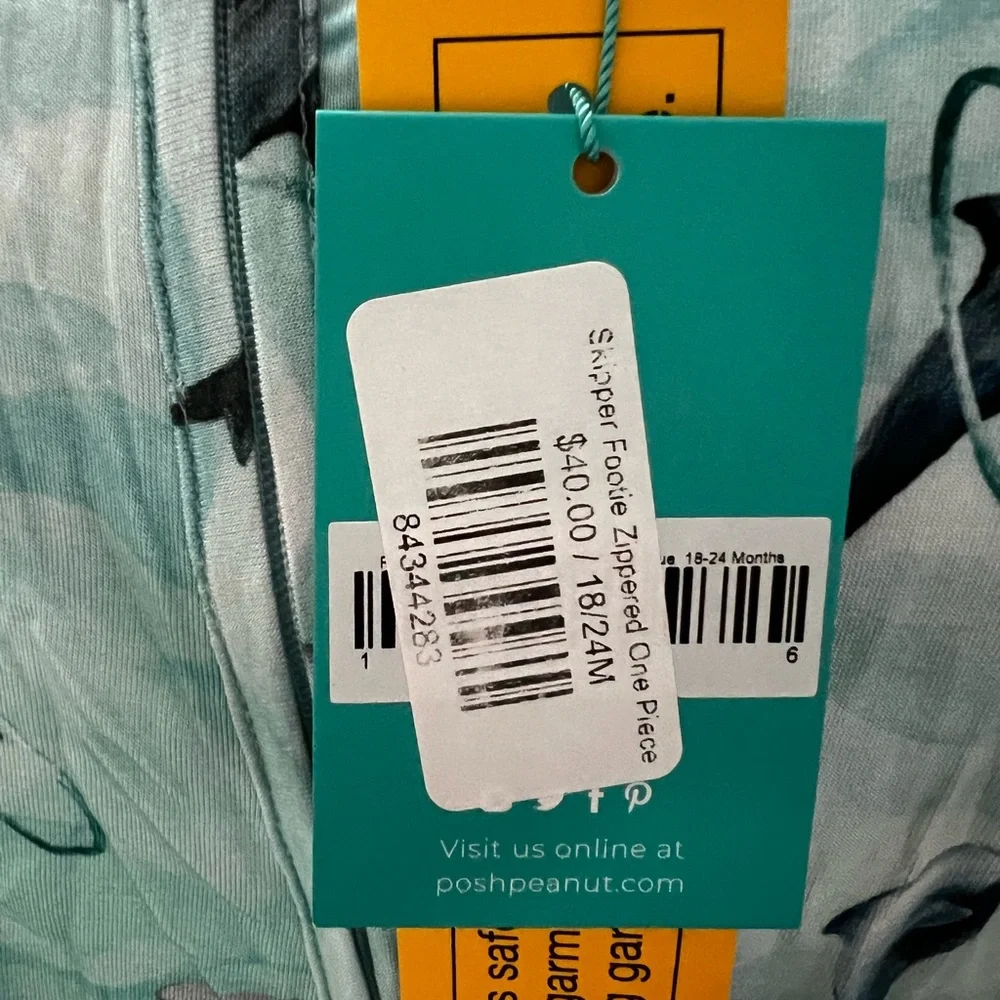 Skipper Footie Zippered One Piece
$40.00 / 18/24M
84344283
18-24 Months
1
6
Visit us online at
poshpeanut.com
garm